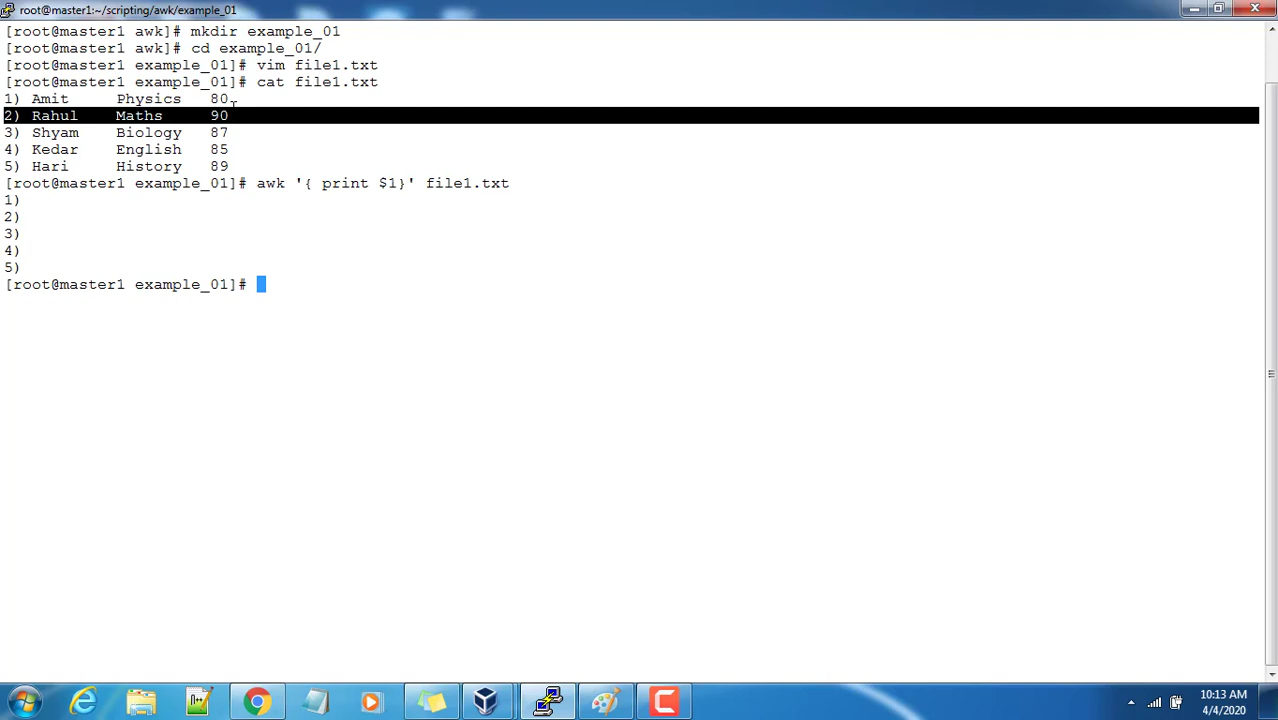 root@master1:~/scripting/awk/example_01
[root@master1 awk]# mkdir example_01
[root@master1 awk]# cd example_01/
[root@master1 example_01]# vim file1.txt
[root@master1 example_01]# cat file1.txt
1) Amit     Physics   80
2) Rahul    Maths     90
3) Shyam    Biology   87
4) Kedar    English   85
5) Hari     History   89
[root@master1 example_01]# awk '{ print $1}' file1.txt
1)
2)
3)
4)
5)
[root@master1 example_01]#
10:13 AM
4/4/2020